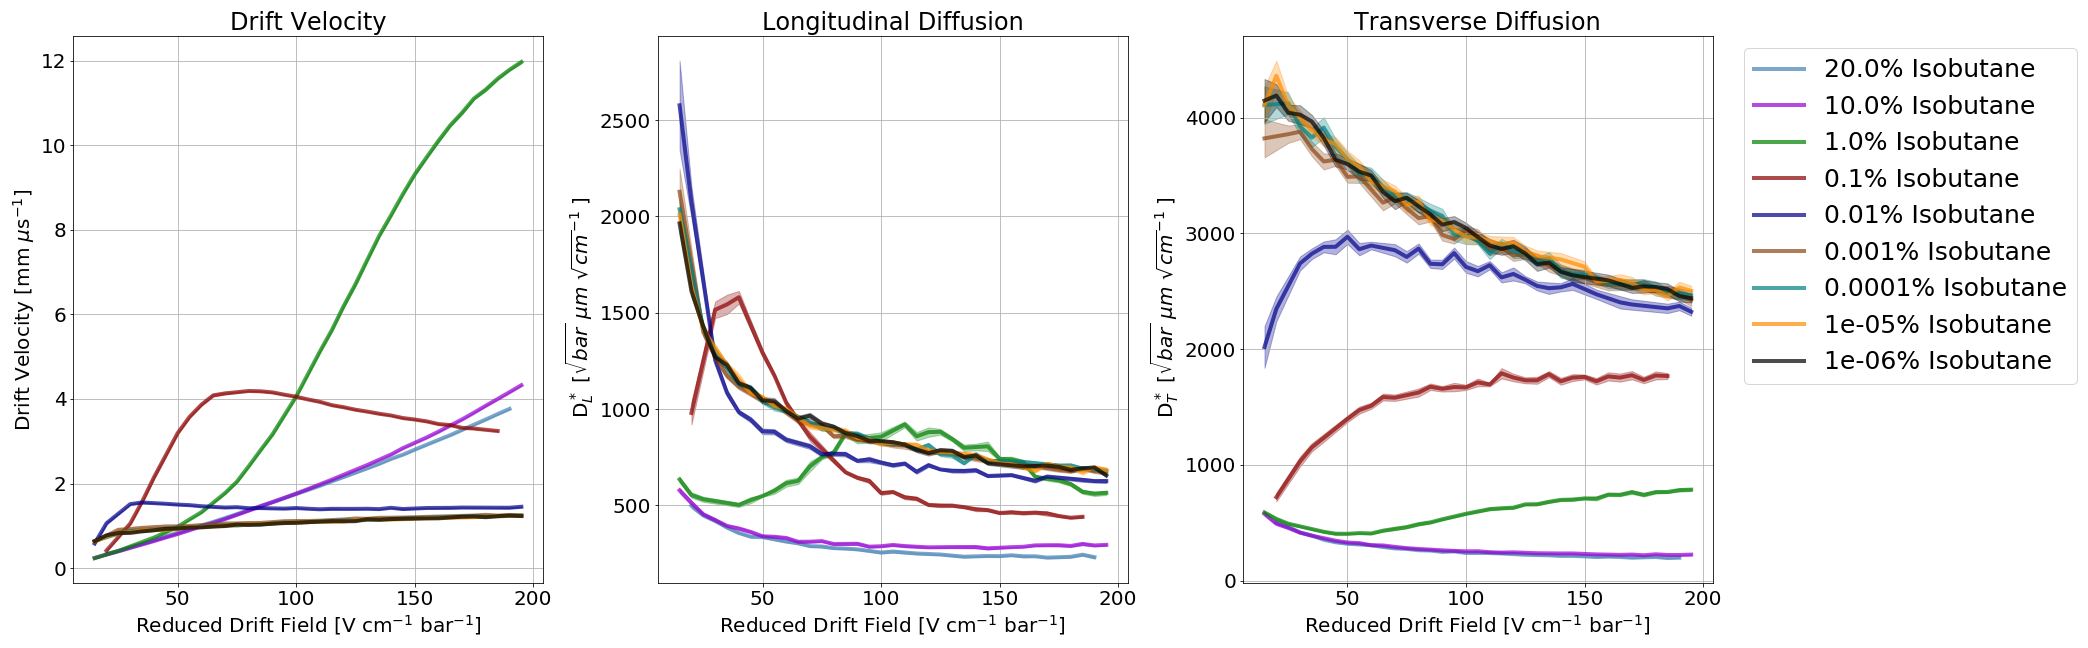 Drift Velocity
Longitudinal Diffusion
Transverse Diffusion
Drift Velocity [mm μs⁻¹]
12
10
8
6
4
2
0
50 100 150 200
Reduced Drift Field [V cm⁻¹ bar⁻¹]
D*_L [√bar μm √cm⁻¹]
2500
2000
1500
1000
500
50 100 150 200
Reduced Drift Field [V cm⁻¹ bar⁻¹]
D*_T [√bar μm √cm⁻¹]
4000
3000
2000
1000
0
50 100 150 200
Reduced Drift Field [V cm⁻¹ bar⁻¹]
20.0% Isobutane
10.0% Isobutane
1.0% Isobutane
0.1% Isobutane
0.01% Isobutane
0.001% Isobutane
0.0001% Isobutane
1e-05% Isobutane
1e-06% Isobutane